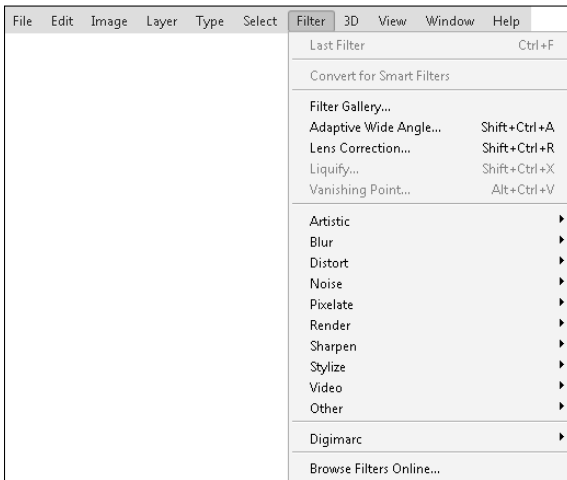 File Edit Image Layer Type Select Filter 3D View Window Help
Last Filter Ctrl+F
Convert for Smart Filters
Filter Gallery...
Adaptive Wide Angle... Shift+Ctrl+A
Lens Correction... Shift+Ctrl+R
Liquify... Shift+Ctrl+X
Vanishing Point... Alt+Ctrl+V
Artistic
Blur
Distort
Noise
Pixelate
Render
Sharpen
Stylize
Video
Other
Digimarc
Browse Filters Online...